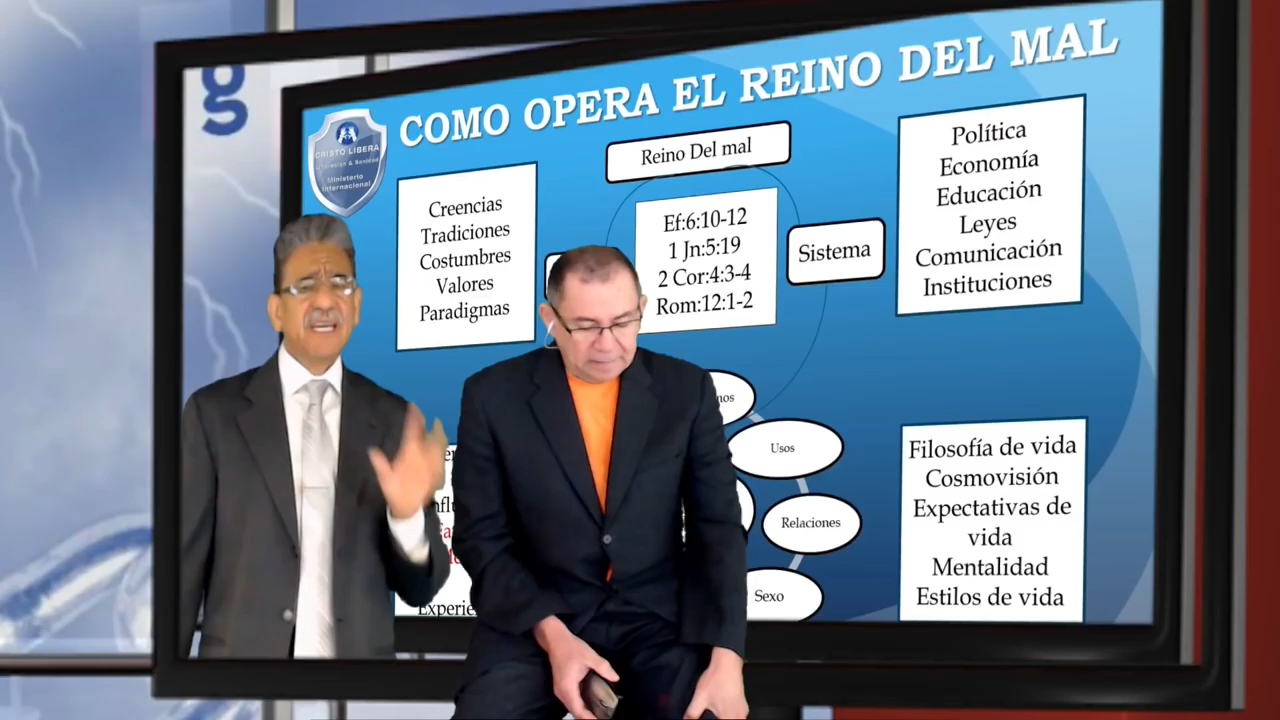 g
COMO OPERA EL REINO DEL MAL
CRISTO LIBERA
Ministerio
Internacional
Reino Del mal
Creencias
Tradiciones
Costumbres
Valores
Paradigmas
Ef:6:10-12
1 Jn:5:19
2 Cor:4:3-4
Rom:12:1-2
Sistema
Política
Economía
Educación
Leyes
Comunicación
Instituciones
Usos
Relaciones
Sexo
Filosofía de vida
Cosmovisión
Expectativas de
vida
Mentalidad
Estilos de vida